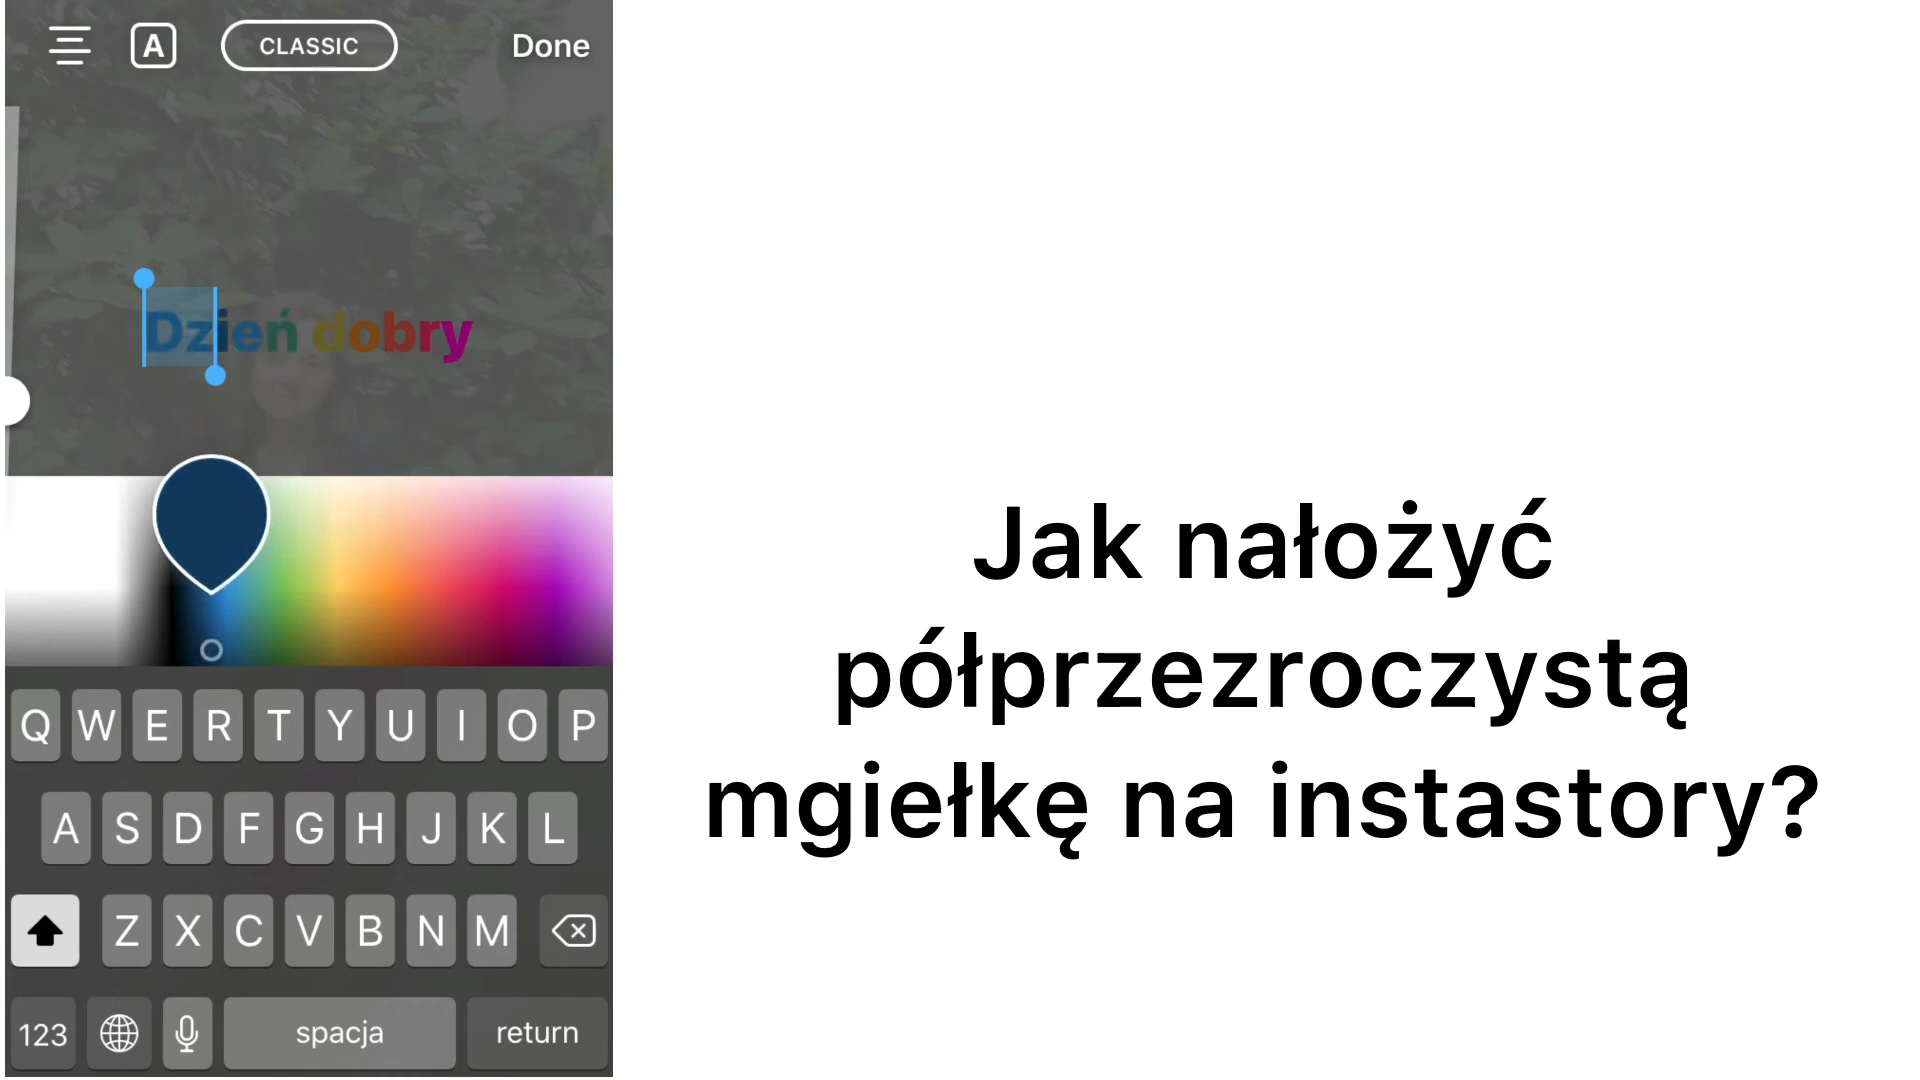 A CLASSIC Done
Dzień dobry
Q W E R T Y U I O P
A S D F G H J K L
Z X C V B N M
123 spacja return
Jak nałożyć
półprzezroczystą
mgiełkę na instastory?